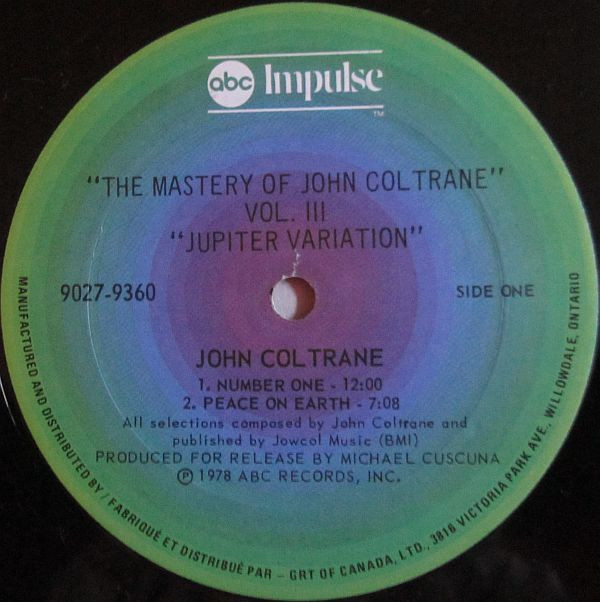 abc Impulse
TM
"THE MASTERY OF JOHN COLTRANE"
VOL. III
"JUPITER VARIATION"
9027-9360
SIDE ONE
JOHN COLTRANE
1. NUMBER ONE - 12:00
2. PEACE ON EARTH - 7:08
All selections composed by John Coltrane and
published by Jowcol Music (BMI)
PRODUCED FOR RELEASE BY MICHAEL CUSCUNA
Ⓟ 1978 ABC RECORDS, INC.
MANUFACTURED AND DISTRIBUTED BY / FABRIQUÉ ET DISTRIBUÉ PAR - GRT OF CANADA, LTD., 3816 VICTORIA PARK AVE., WILLOWDALE, ONTARIO